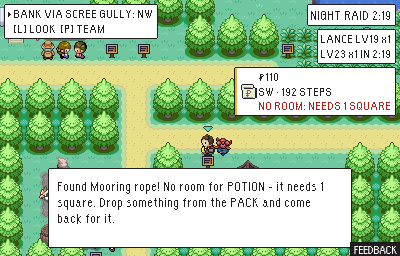 ▸BANK VIA SCREE GULLY: NW
[L] LOOK [P] TEAM
NIGHT RAID 2:19
LANCE LV19 x1
LV23 x1 IN 2:19
₽110
SW · 192 STEPS
NO ROOM: NEEDS 1 SQUARE
Found Mooring rope! No room for POTION - it needs 1
square. Drop something from the PACK and come
back for it.
FEEDBACK